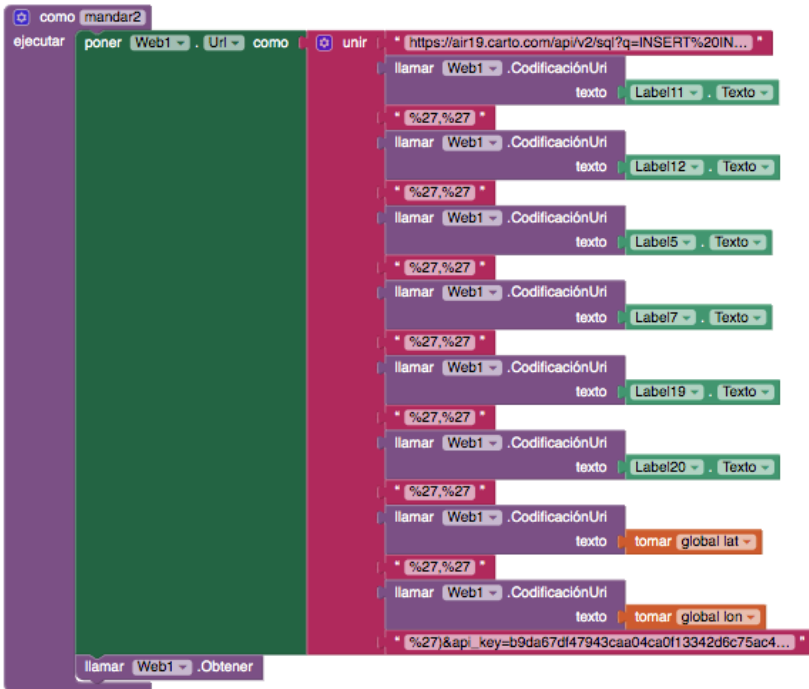 como mandar2
ejecutar poner Web1 . Url como unir " https://air19.carto.com/api/v2/sql?q=INSERT%20IN... "
llamar Web1 .CodificaciónUri
texto Label11 . Texto
" %27,%27 "
llamar Web1 .CodificaciónUri
texto Label12 . Texto
" %27,%27 "
llamar Web1 .CodificaciónUri
texto Label5 . Texto
" %27,%27 "
llamar Web1 .CodificaciónUri
texto Label7 . Texto
" %27,%27 "
llamar Web1 .CodificaciónUri
texto Label19 . Texto
" %27,%27 "
llamar Web1 .CodificaciónUri
texto Label20 . Texto
" %27,%27 "
llamar Web1 .CodificaciónUri
texto tomar global lat
" %27,%27 "
llamar Web1 .CodificaciónUri
texto tomar global lon
" %27)&api_key=b9da67df47943caa04ca0f13342d6c75ac4... "
llamar Web1 .Obtener